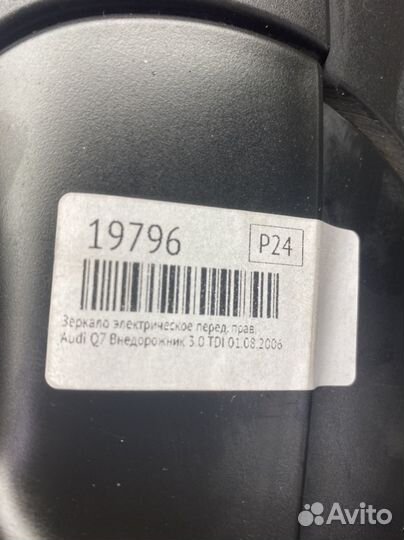 19796
P24
Зеркало электрическое перед. прав.
Audi Q7 Внедорожник 3.0 TDI 01.08.2006
Avito